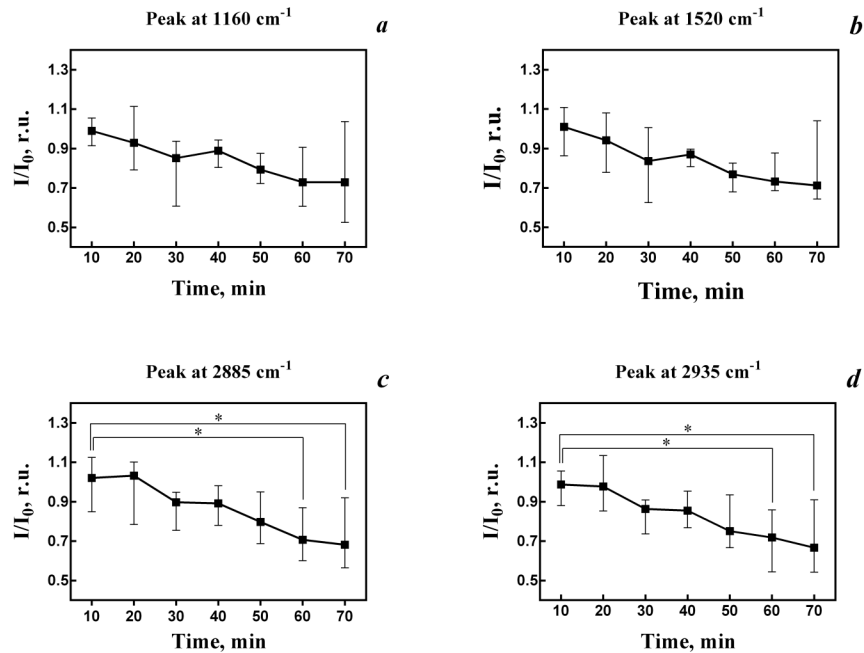 Peak at 1160 cm⁻¹
a
1.3
1.1
0.9
0.7
0.5
I/I₀, r.u.
10 20 30 40 50 60 70
Time, min
Peak at 1520 cm⁻¹
b
1.3
1.1
0.9
0.7
0.5
I/I₀, r.u.
10 20 30 40 50 60 70
Time, min
Peak at 2885 cm⁻¹
c
*
*
1.3
1.1
0.9
0.7
0.5
I/I₀, r.u.
10 20 30 40 50 60 70
Time, min
Peak at 2935 cm⁻¹
d
*
*
1.3
1.1
0.9
0.7
0.5
I/I₀, r.u.
10 20 30 40 50 60 70
Time, min